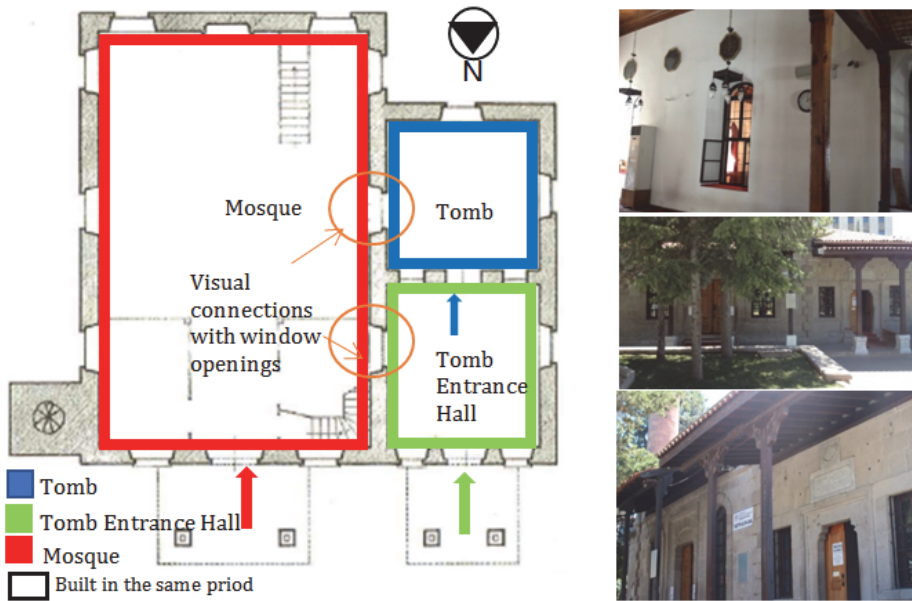 N
Mosque
Tomb
Visual
connections
with window
openings
Tomb
Entrance
Hall
Tomb
Tomb Entrance Hall
Mosque
Built in the same priod